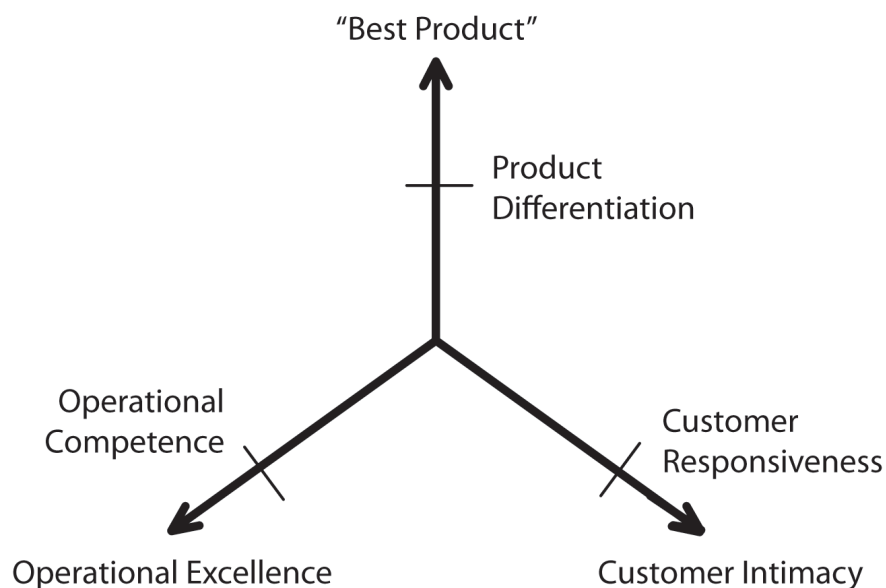 “Best Product”
Product
Differentiation
Operational
Competence
Customer
Responsiveness
Operational Excellence
Customer Intimacy